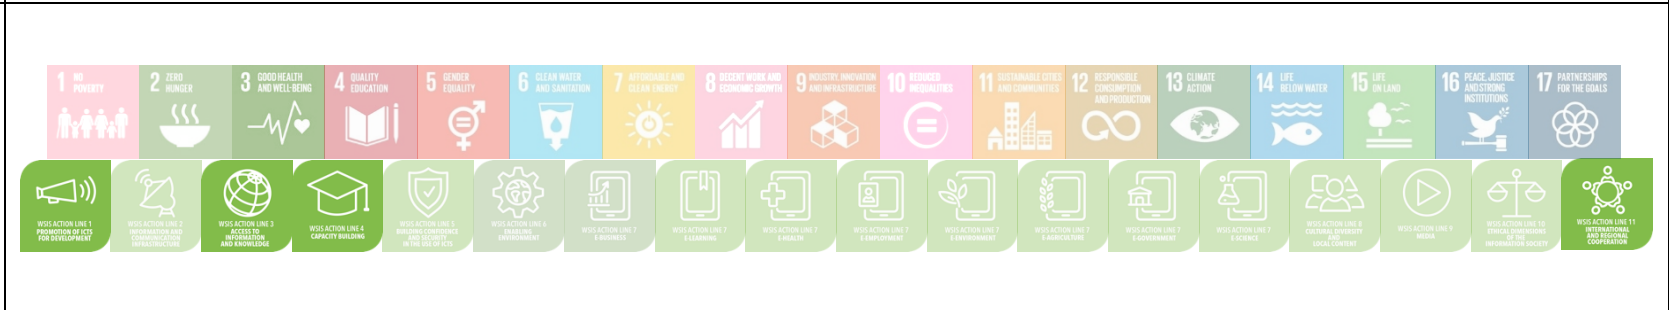 1 NO POVERTY
2 ZERO HUNGER
3 GOOD HEALTH AND WELL-BEING
4 QUALITY EDUCATION
5 GENDER EQUALITY
6 CLEAN WATER AND SANITATION
7 AFFORDABLE AND CLEAN ENERGY
8 DECENT WORK AND ECONOMIC GROWTH
9 INDUSTRY, INNOVATION AND INFRASTRUCTURE
10 REDUCED INEQUALITIES
11 SUSTAINABLE CITIES AND COMMUNITIES
12 RESPONSIBLE CONSUMPTION AND PRODUCTION
13 CLIMATE ACTION
14 LIFE BELOW WATER
15 LIFE ON LAND
16 PEACE, JUSTICE AND STRONG INSTITUTIONS
17 PARTNERSHIPS FOR THE GOALS
WSIS ACTION LINE 1
PROMOTION OF ICTS
FOR DEVELOPMENT
WSIS ACTION LINE 2
INFORMATION AND
COMMUNICATION
INFRASTRUCTURE
WSIS ACTION LINE 3
ACCESS TO
INFORMATION
AND KNOWLEDGE
WSIS ACTION LINE 4
CAPACITY BUILDING
WSIS ACTION LINE 5
BUILDING CONFIDENCE
AND SECURITY
IN THE USE OF ICTS
WSIS ACTION LINE 6
ENABLING
ENVIRONMENT
WSIS ACTION LINE 7
E-BUSINESS
WSIS ACTION LINE 7
E-LEARNING
WSIS ACTION LINE 7
E-HEALTH
WSIS ACTION LINE 7
E-EMPLOYMENT
WSIS ACTION LINE 7
E-ENVIRONMENT
WSIS ACTION LINE 7
E-AGRICULTURE
WSIS ACTION LINE 7
E-GOVERNMENT
WSIS ACTION LINE 7
E-SCIENCE
WSIS ACTION LINE 8
CULTURAL DIVERSITY
AND
LOCAL CONTENT
WSIS ACTION LINE 9
MEDIA
WSIS ACTION LINE 10
ETHICAL DIMENSIONS
OF THE
INFORMATION SOCIETY
WSIS ACTION LINE 11
INTERNATIONAL
AND REGIONAL
COOPERATION